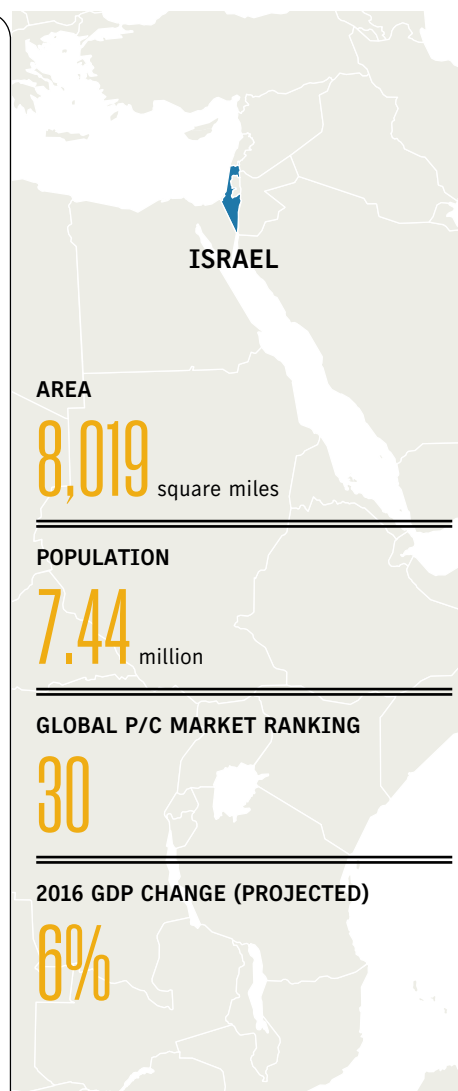 ISRAEL
AREA
8,019 square miles
POPULATION
7.44 million
GLOBAL P/C MARKET RANKING
30
2016 GDP CHANGE (PROJECTED)
6%